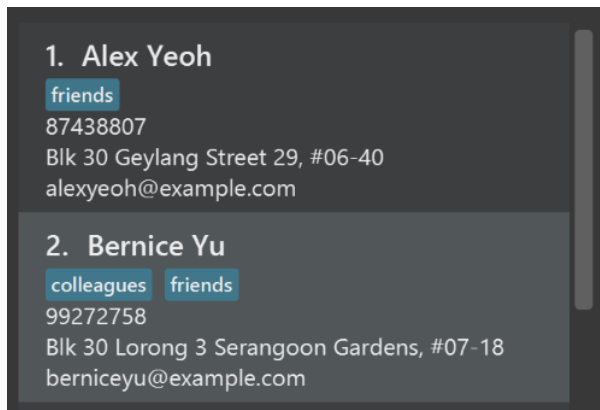 1. Alex Yeoh
friends
87438807
Blk 30 Geylang Street 29, #06-40
alexyeoh@example.com
2. Bernice Yu
colleagues friends
99272758
Blk 30 Lorong 3 Serangoon Gardens, #07-18
berniceyu@example.com